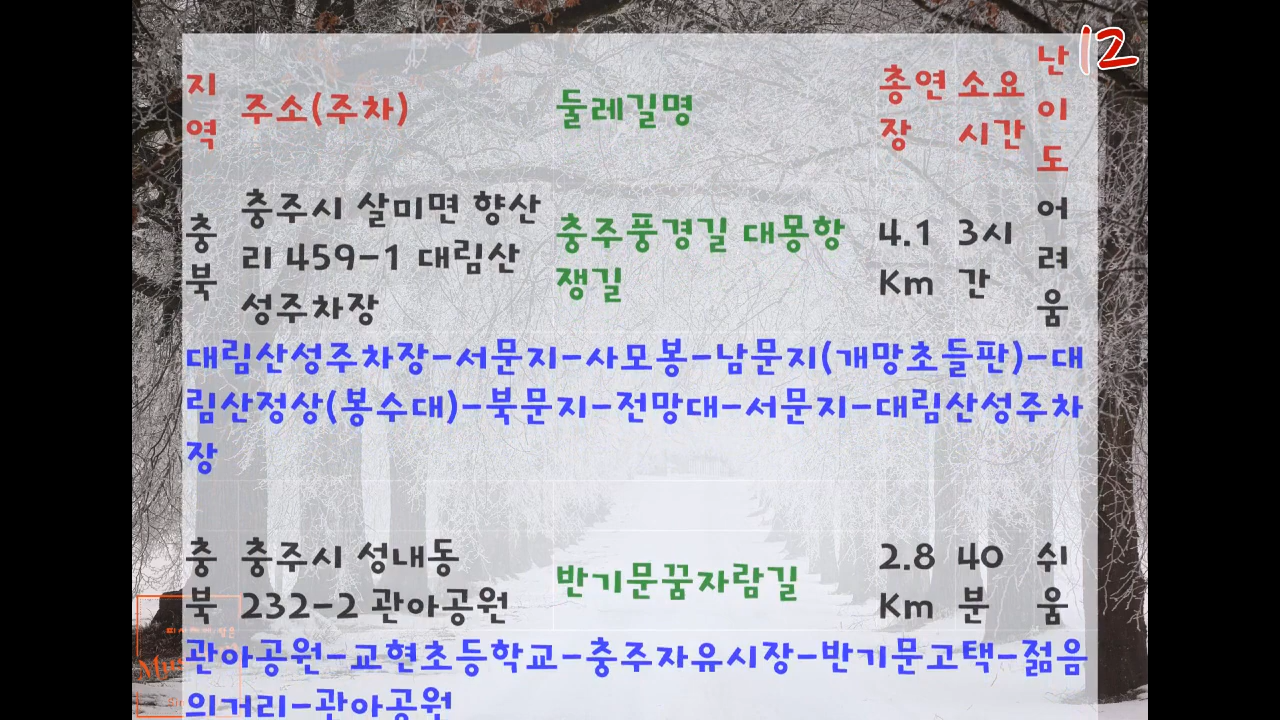 12
지역 주소(주차) 둘레길명 총연장 소요시간 난이도
충북 충주시 살미면 향산리 459-1 대림산성주차장 충주풍경길 대몽항쟁길 4.1Km 3시간 어려움
대림산성주차장-서문지-사모봉-남문지(개망초들판)-대
림산정상(봉수대)-북문지-전망대-서문지-대림산성주차
장
충북 충주시 성내동 232-2 관아공원 반기문꿈자람길 2.8Km 40분 쉬움
관아공원-교현초등학교-충주자유시장-반기문고택-젊음
의거리-관아공원